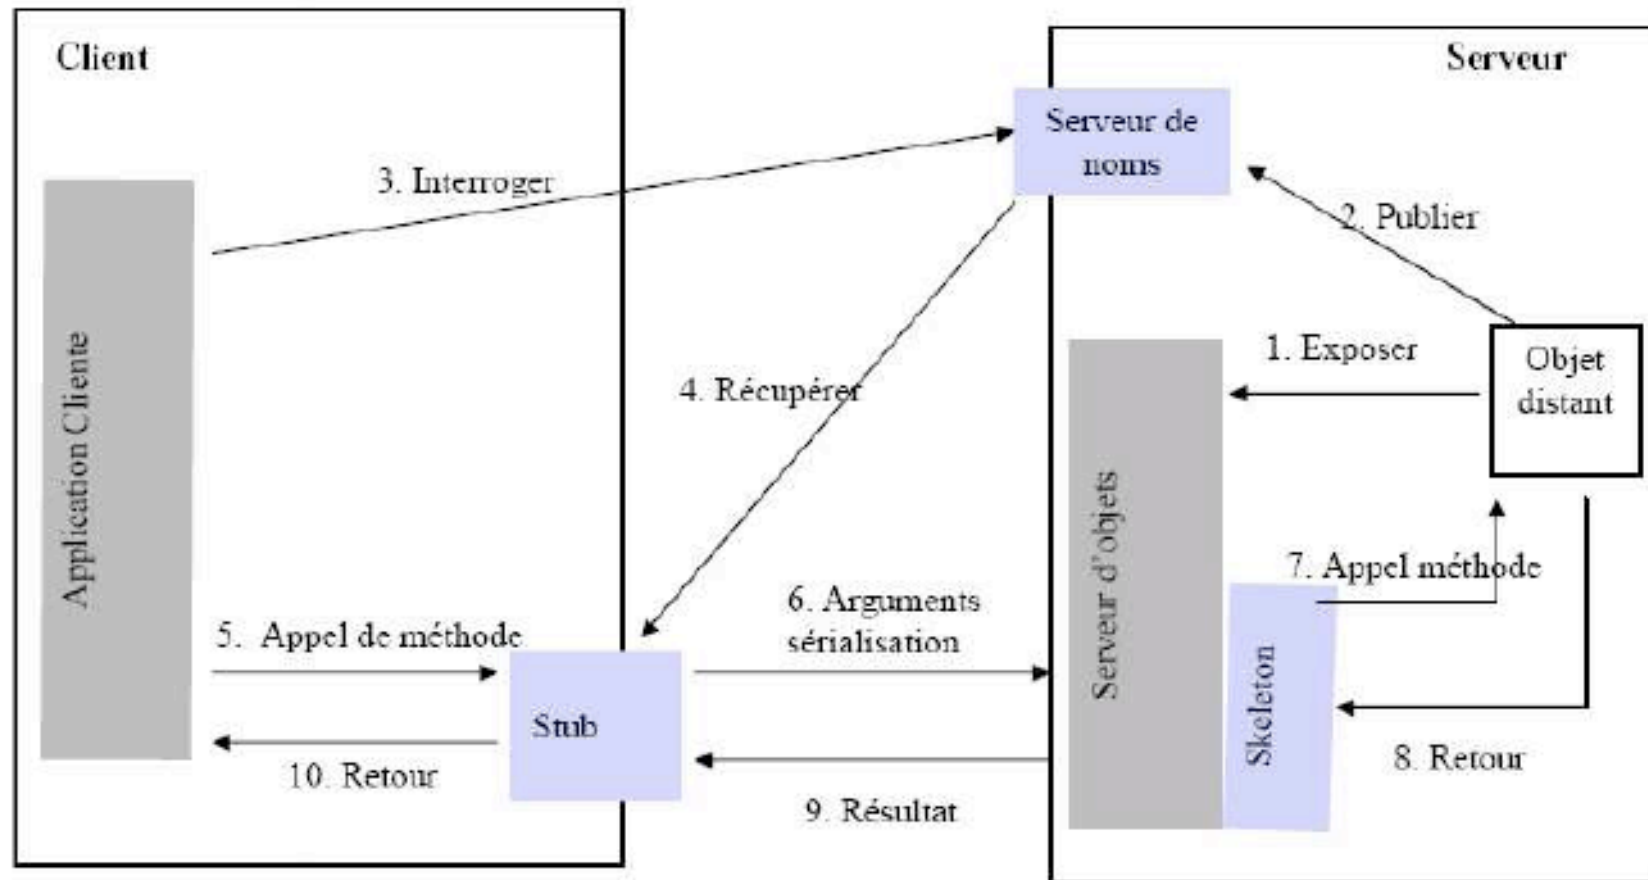 Client
Serveur
Serveur de
noms
3. Interroger
2. Publier
1. Exposer
Objet
distant
4. Récupérer
Application Cliente
Serveur d'objets
7. Appel méthode
6. Arguments
sérialisation
5. Appel de méthode
Stub
Skeleton
10. Retour
9. Résultat
8. Retour